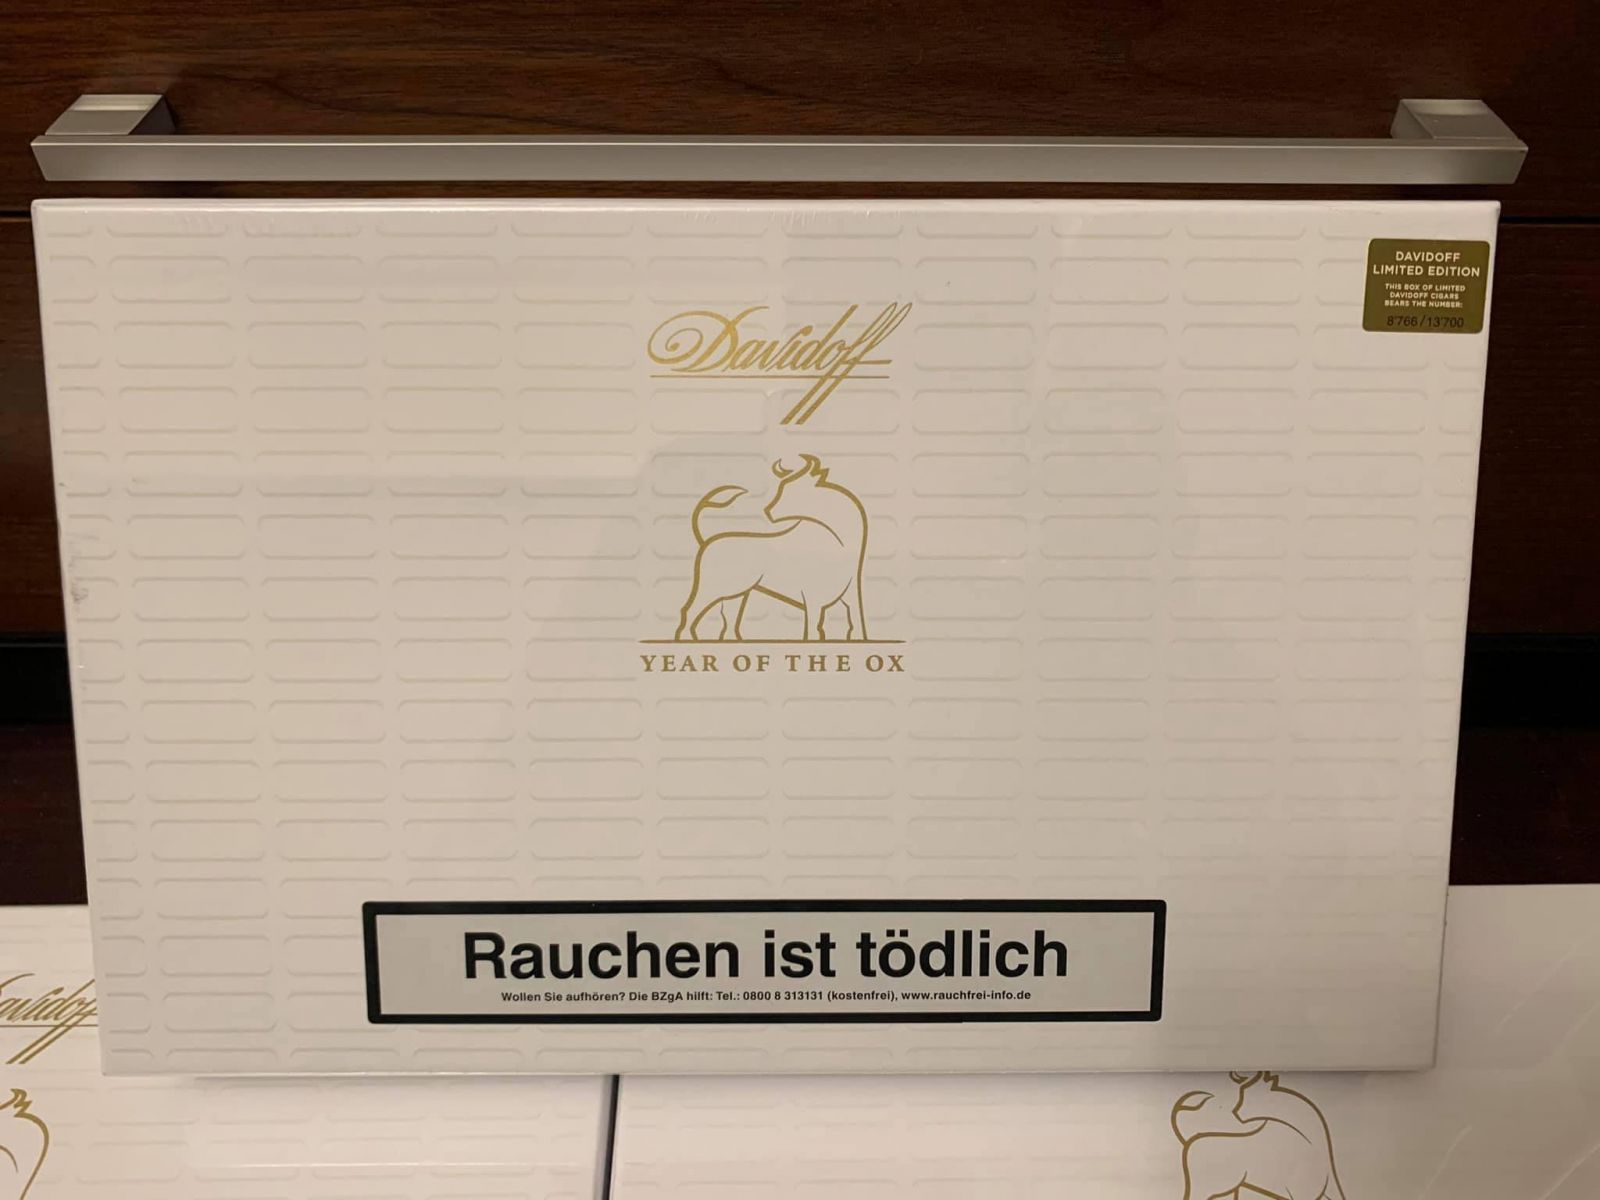 DAVIDOFF
LIMITED EDITION
THIS BOX OF LIMITED
DAVIDOFF CIGARS
BEARS THE NUMBER:
8'766/13'700
Davidoff
YEAR OF THE OX
Rauchen ist tödlich
Wollen Sie aufhören? Die BZgA hilft: Tel.: 0800 8 313131 (kostenfrei), www.rauchfrei-info.de
avidoff